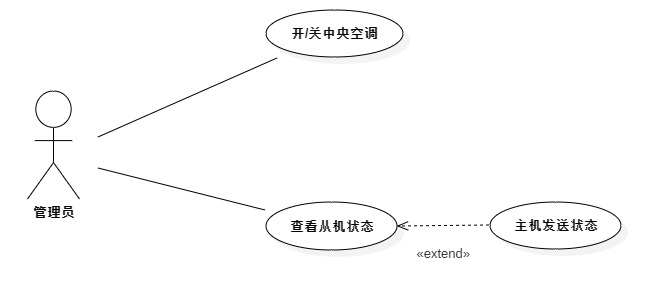 开/关中央空调
管理员
查看从机状态
主机发送状态
«extend»